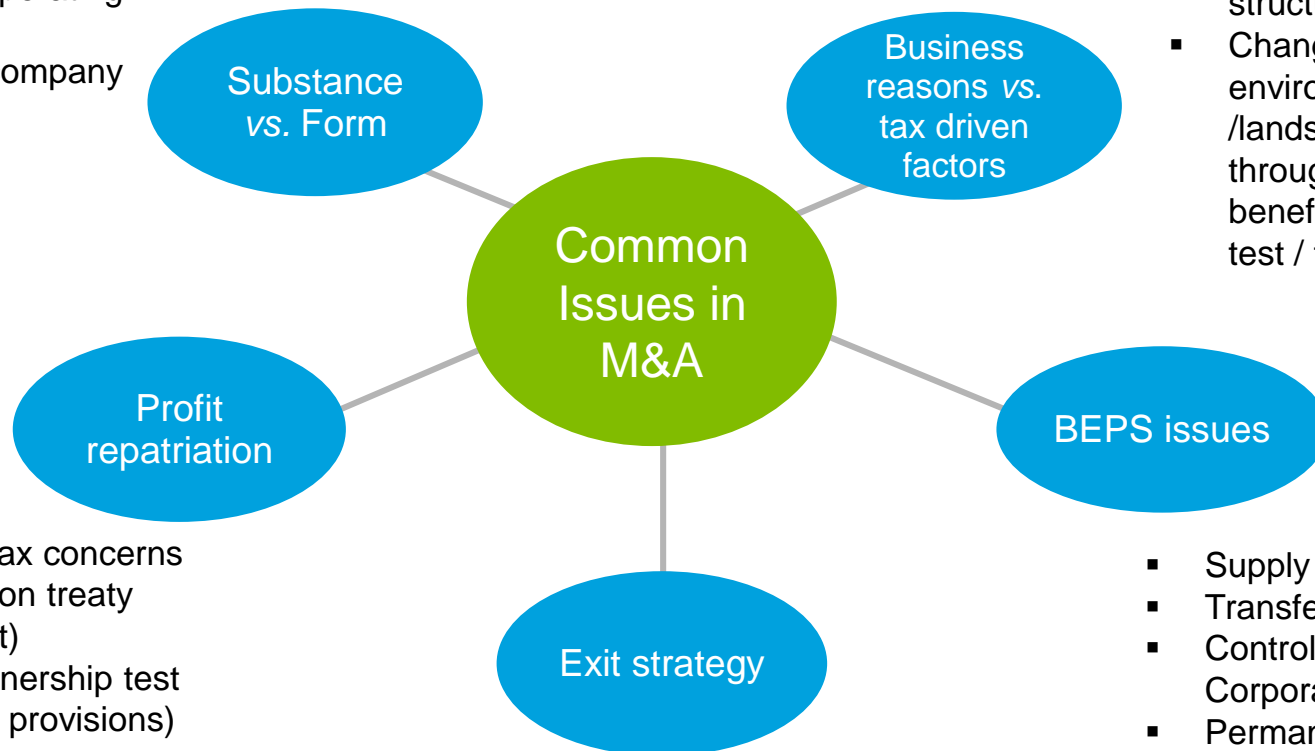 ompany
Substance
vs. Form
Business
reasons vs.
tax driven
factors
▪ Chang
enviro
/lands
throug
benef
test /
Common
Issues in
M&A
Profit
repatriation
BEPS issues
ax concerns
on treaty
t)
nership test
provisions)
Exit strategy
▪ Supply
▪ Transfe
▪ Control
Corpora
▪ Permar